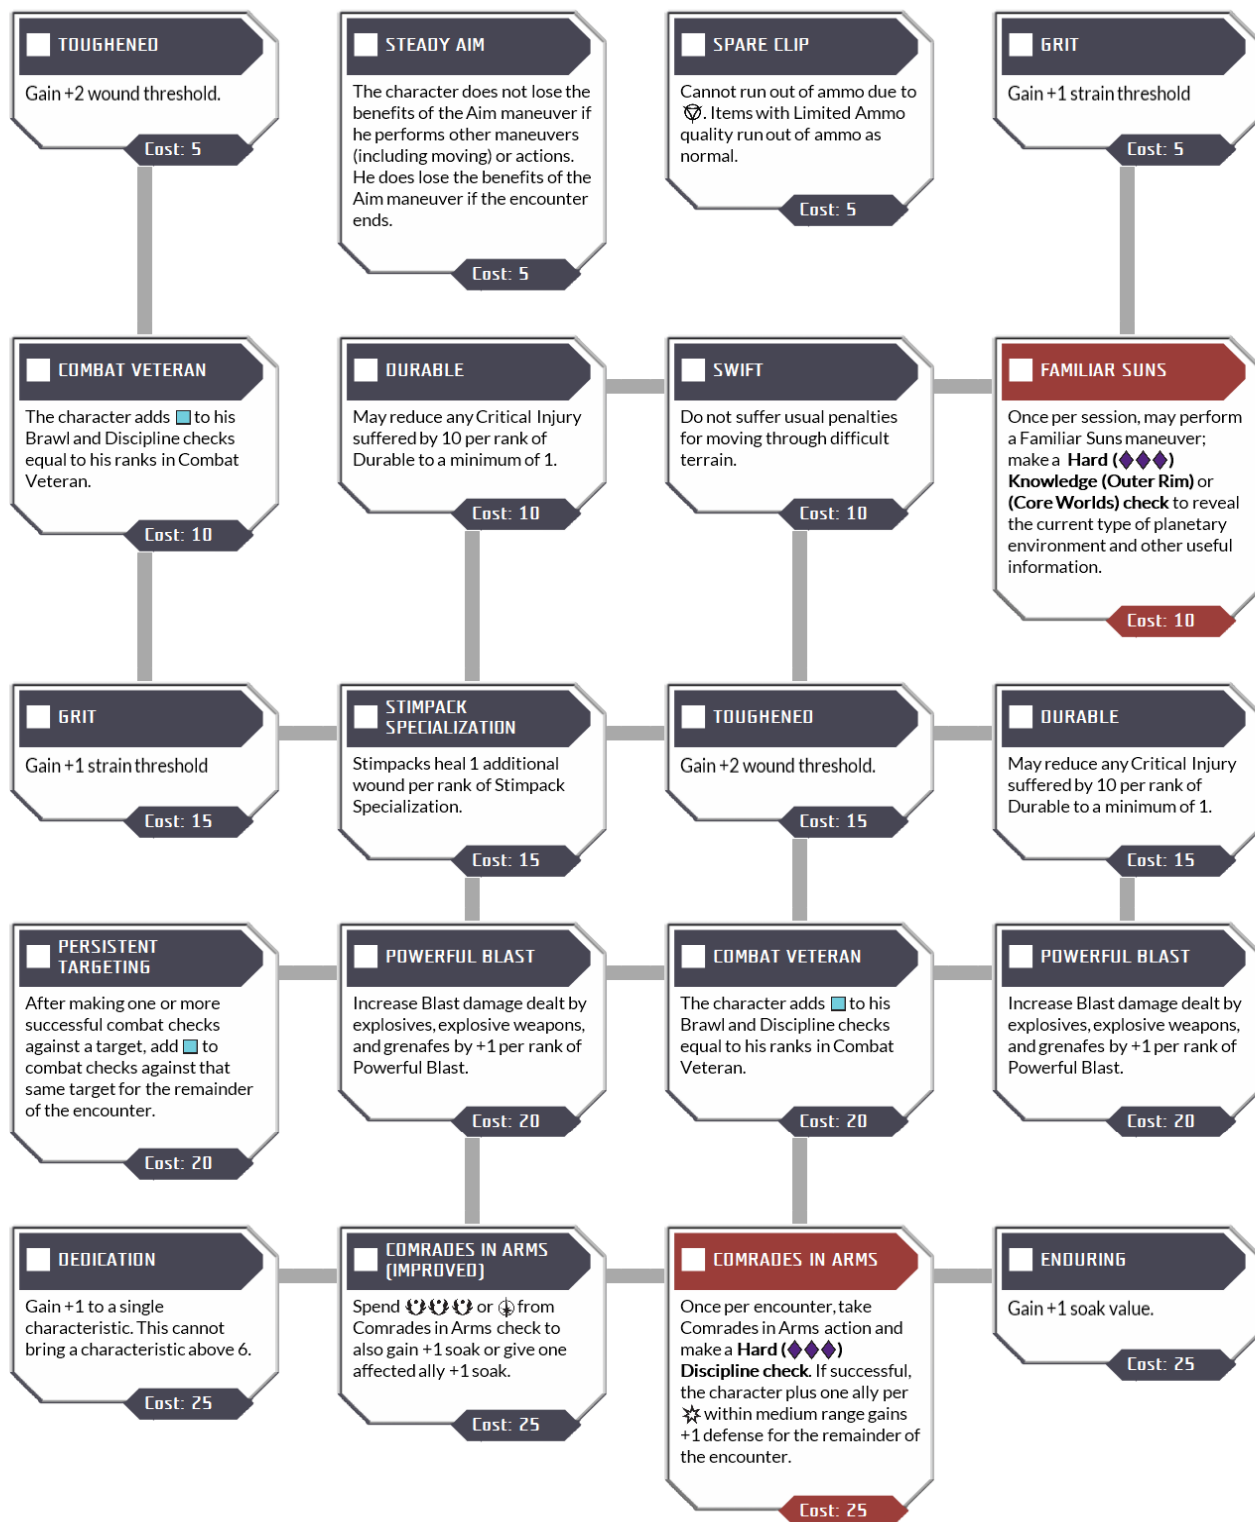 TOUGHENED
Gain +2 wound threshold.
Cost: 5
STEADY AIM
The character does not lose the
benefits of the Aim maneuver if
he performs other maneuvers
(including moving) or actions.
He does lose the benefits of the
Aim maneuver if the encounter
ends.
Cost: 5
SPARE CLIP
Cannot run out of ammo due to
. Items with Limited Ammo
quality run out of ammo as
normal.
Cost: 5
GRIT
Gain +1 strain threshold
Cost: 5
COMBAT VETERAN
The character adds to his
Brawl and Discipline checks
equal to his ranks in Combat
Veteran.
Cost: 10
DURABLE
May reduce any Critical Injury
suffered by 10 per rank of
Durable to a minimum of 1.
Cost: 10
SWIFT
Do not suffer usual penalties
for moving through difficult
terrain.
Cost: 10
FAMILIAR SUNS
Once per session, may perform
a Familiar Suns maneuver;
make a Hard (◆◆◆)
Knowledge (Outer Rim) or
(Core Worlds) check to reveal
the current type of planetary
environment and other useful
information.
Cost: 10
GRIT
Gain +1 strain threshold
Cost: 15
STIMPACK
SPECIALIZATION
Stimpacks heal 1 additional
wound per rank of Stimpack
Specialization.
Cost: 15
TOUGHENED
Gain +2 wound threshold.
Cost: 15
DURABLE
May reduce any Critical Injury
suffered by 10 per rank of
Durable to a minimum of 1.
Cost: 15
PERSISTENT
TARGETING
After making one or more
successful combat checks
against a target, add to
combat checks against that
same target for the remainder
of the encounter.
Cost: 20
POWERFUL BLAST
Increase Blast damage dealt by
explosives, explosive weapons,
and grenafes by +1 per rank of
Powerful Blast.
Cost: 20
COMBAT VETERAN
The character adds to his
Brawl and Discipline checks
equal to his ranks in Combat
Veteran.
Cost: 20
POWERFUL BLAST
Increase Blast damage dealt by
explosives, explosive weapons,
and grenafes by +1 per rank of
Powerful Blast.
Cost: 20
DEDICATION
Gain +1 to a single
characteristic. This cannot
bring a characteristic above 6.
Cost: 25
COMRADES IN ARMS
(IMPROVED)
Spend or from
Comrades in Arms check to
also gain +1 soak or give one
affected ally +1 soak.
Cost: 25
COMRADES IN ARMS
Once per encounter, take
Comrades in Arms action and
make a Hard (◆◆◆)
Discipline check. If successful,
the character plus one ally per
within medium range gains
+1 defense for the remainder of
the encounter.
Cost: 25
ENDURING
Gain +1 soak value.
Cost: 25